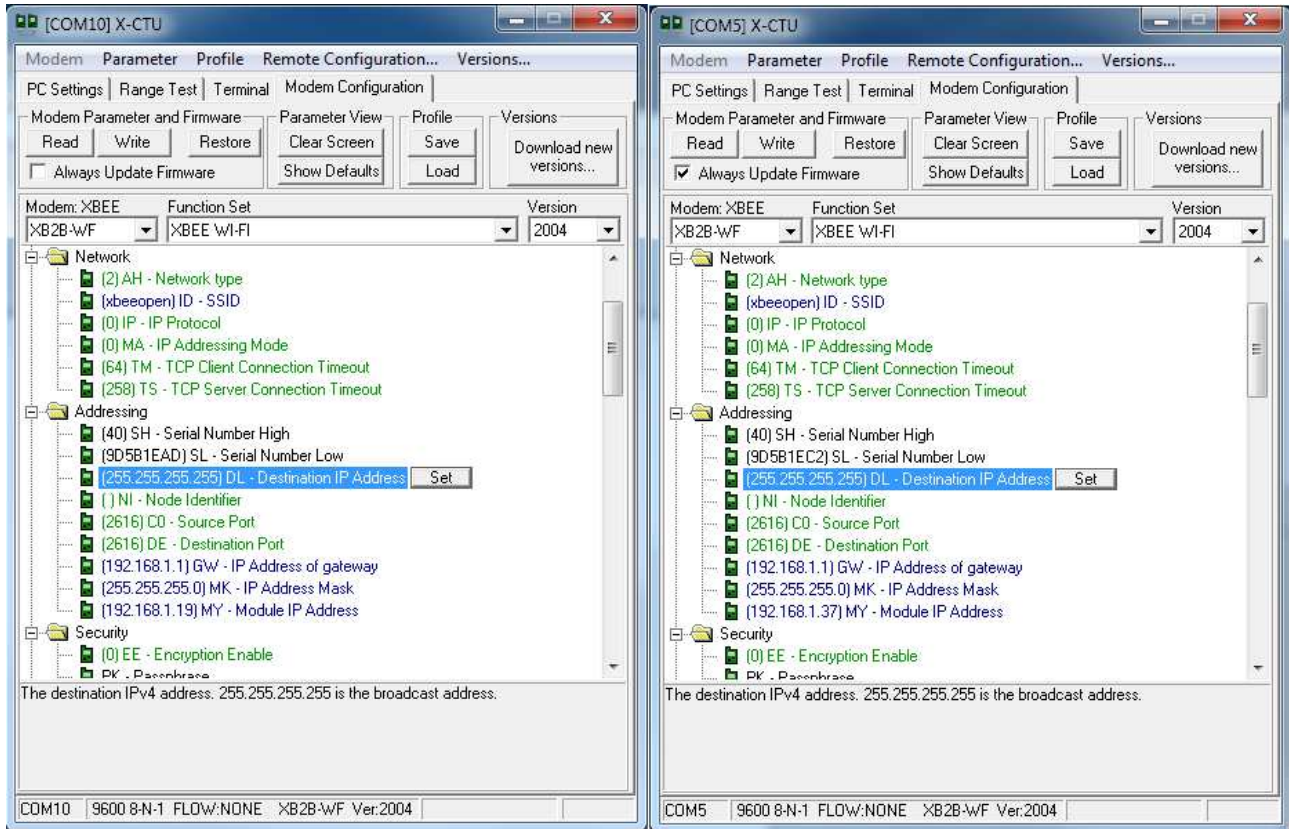 [COM10] X-CTU
Modem Parameter Profile Remote Configuration... Versions...
PC Settings Range Test Terminal Modem Configuration
Modem Parameter and Firmware Parameter View Profile Versions
Read Write Restore Clear Screen Save Download new versions...
Always Update Firmware Show Defaults Load
Modem: XBEE Function Set Version
XB2B-WF XBEE WI-FI 2004
Network
(2) AH - Network type
(xbeeopen) ID - SSID
(0) IP - IP Protocol
(0) MA - IP Addressing Mode
(64) TM - TCP Client Connection Timeout
(258) TS - TCP Server Connection Timeout
Addressing
(40) SH - Serial Number High
(9D5B1EAD) SL - Serial Number Low
(255.255.255.255) DL - Destination IP Address Set
( ) NI - Node Identifier
(2616) C0 - Source Port
(2616) DE - Destination Port
(192.168.1.1) GW - IP Address of gateway
(255.255.255.0) MK - IP Address Mask
(192.168.1.19) MY - Module IP Address
Security
(0) EE - Encryption Enable
PK - Passphrase
The destination IPv4 address. 255.255.255.255 is the broadcast address.
COM10 9600 8-N-1 FLOW:NONE XB2B-WF Ver:2004
[COM5] X-CTU
Modem Parameter Profile Remote Configuration... Versions...
PC Settings Range Test Terminal Modem Configuration
Modem Parameter and Firmware Parameter View Profile Versions
Read Write Restore Clear Screen Save Download new versions...
Always Update Firmware Show Defaults Load
Modem: XBEE Function Set Version
XB2B-WF XBEE WI-FI 2004
Network
(2) AH - Network type
(xbeeopen) ID - SSID
(0) IP - IP Protocol
(0) MA - IP Addressing Mode
(64) TM - TCP Client Connection Timeout
(258) TS - TCP Server Connection Timeout
Addressing
(40) SH - Serial Number High
(9D5B1EC2) SL - Serial Number Low
(255.255.255.255) DL - Destination IP Address Set
( ) NI - Node Identifier
(2616) C0 - Source Port
(2616) DE - Destination Port
(192.168.1.1) GW - IP Address of gateway
(255.255.255.0) MK - IP Address Mask
(192.168.1.37) MY - Module IP Address
Security
(0) EE - Encryption Enable
PK - Passphrase
The destination IPv4 address. 255.255.255.255 is the broadcast address.
COM5 9600 8-N-1 FLOW:NONE XB2B-WF Ver:2004